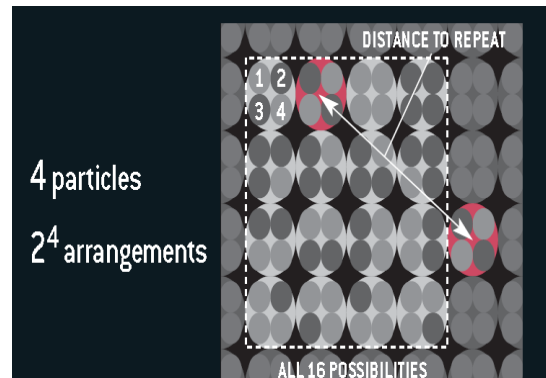 DISTANCE TO REPEAT
1 2
3 4
4 particles
2⁴ arrangements
ALL 16 POSSIBILITIES